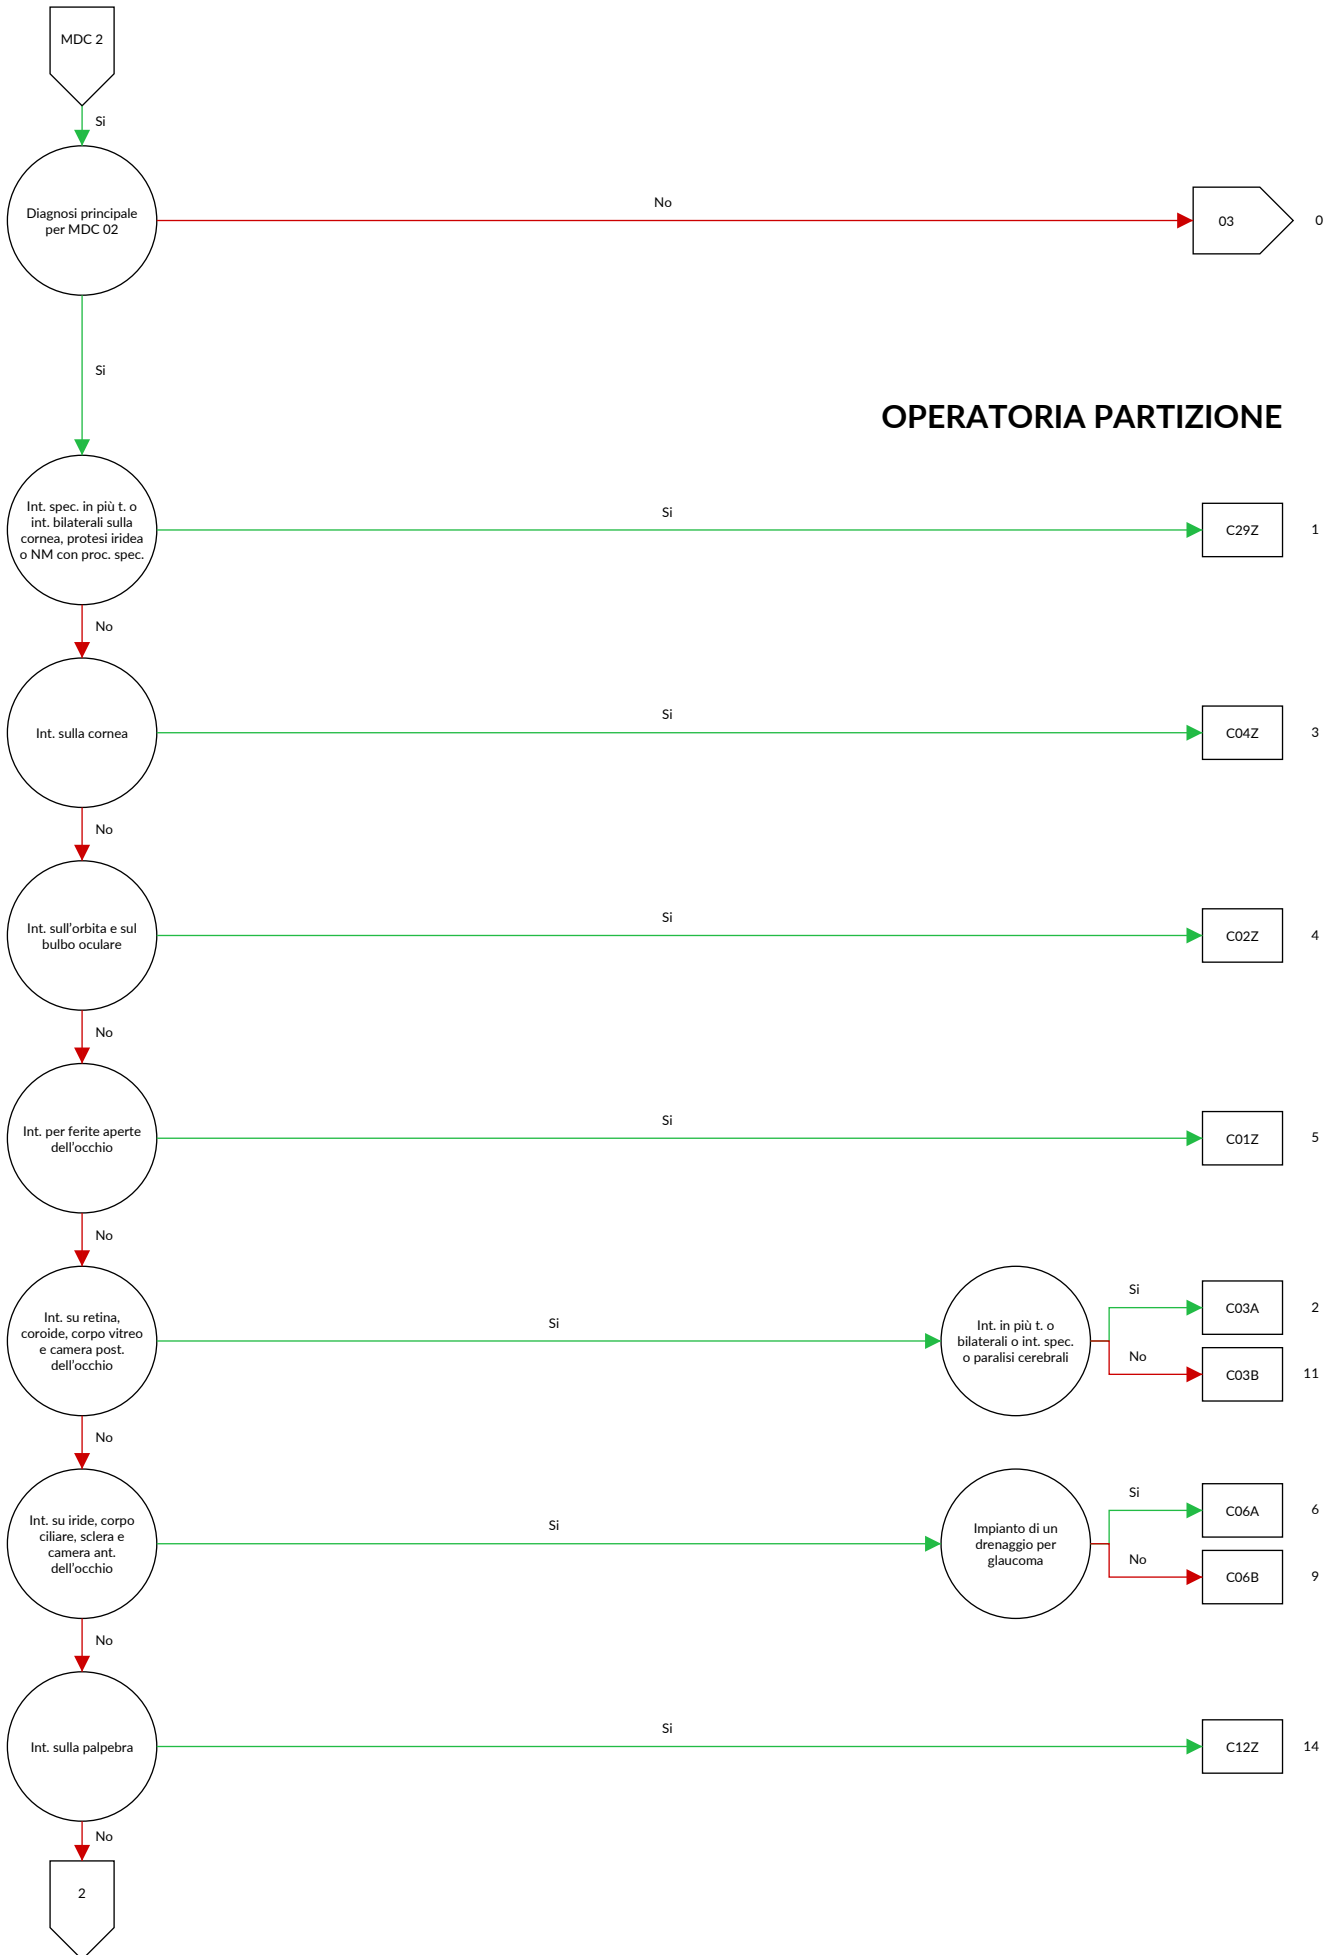 MDC 2
Si
Diagnosi principale
per MDC 02
No
03
0
Si
OPERATORIA PARTIZIONE
Int. spec. in più t. o
int. bilaterali sulla
cornea, protesi iridea
o NM con proc. spec.
Si
C29Z
1
No
Int. sulla cornea
Si
C04Z
3
No
Int. sull'orbita e sul
bulbo oculare
Si
C02Z
4
No
Int. per ferite aperte
dell'occhio
Si
C01Z
5
No
Int. su retina,
coroide, corpo vitreo
e camera post.
dell'occhio
Si
Int. in più t. o
bilaterali o int. spec.
o paralisi cerebrali
Si
C03A
2
No
C03B
11
No
Int. su iride, corpo
ciliare, sclera e
camera ant.
dell'occhio
Si
Impianto di un
drenaggio per
glaucoma
Si
C06A
6
No
C06B
9
No
Int. sulla palpebra
Si
C12Z
14
No
2